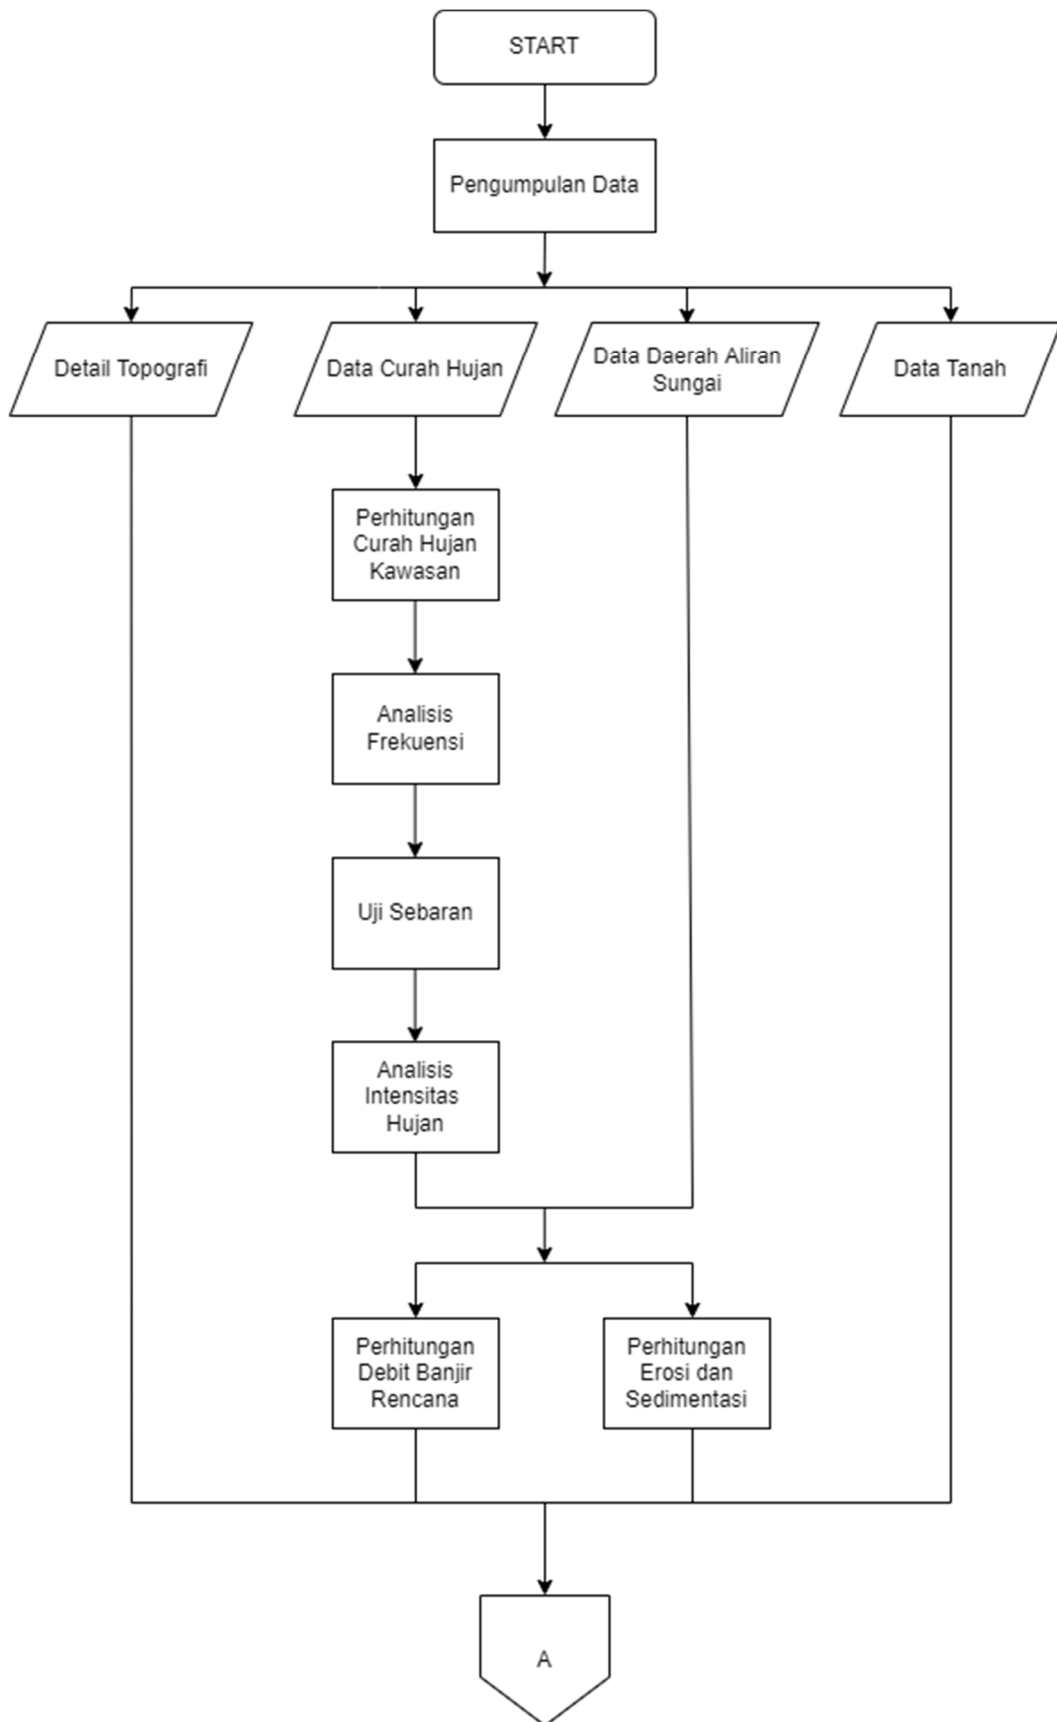 START
Pengumpulan Data
Detail Topografi
Data Curah Hujan
Data Daerah Aliran
Sungai
Data Tanah
Perhitungan
Curah Hujan
Kawasan
Analisis
Frekuensi
Uji Sebaran
Analisis
Intensitas
Hujan
Perhitungan
Debit Banjir
Rencana
Perhitungan
Erosi dan
Sedimentasi
A